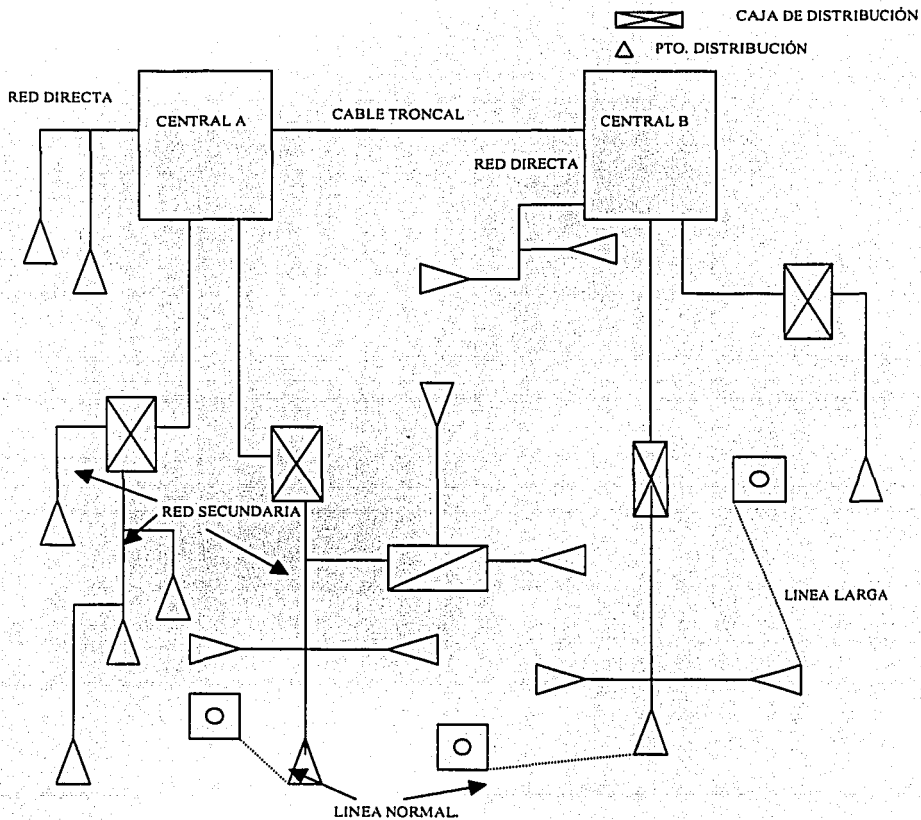 CAJA DE DISTRIBUCIÓN
PTO. DISTRIBUCIÓN
RED DIRECTA
CENTRAL A
CABLE TRONCAL
CENTRAL B
RED DIRECTA
RED SECUNDARIA
LINEA LARGA
LINEA NORMAL.